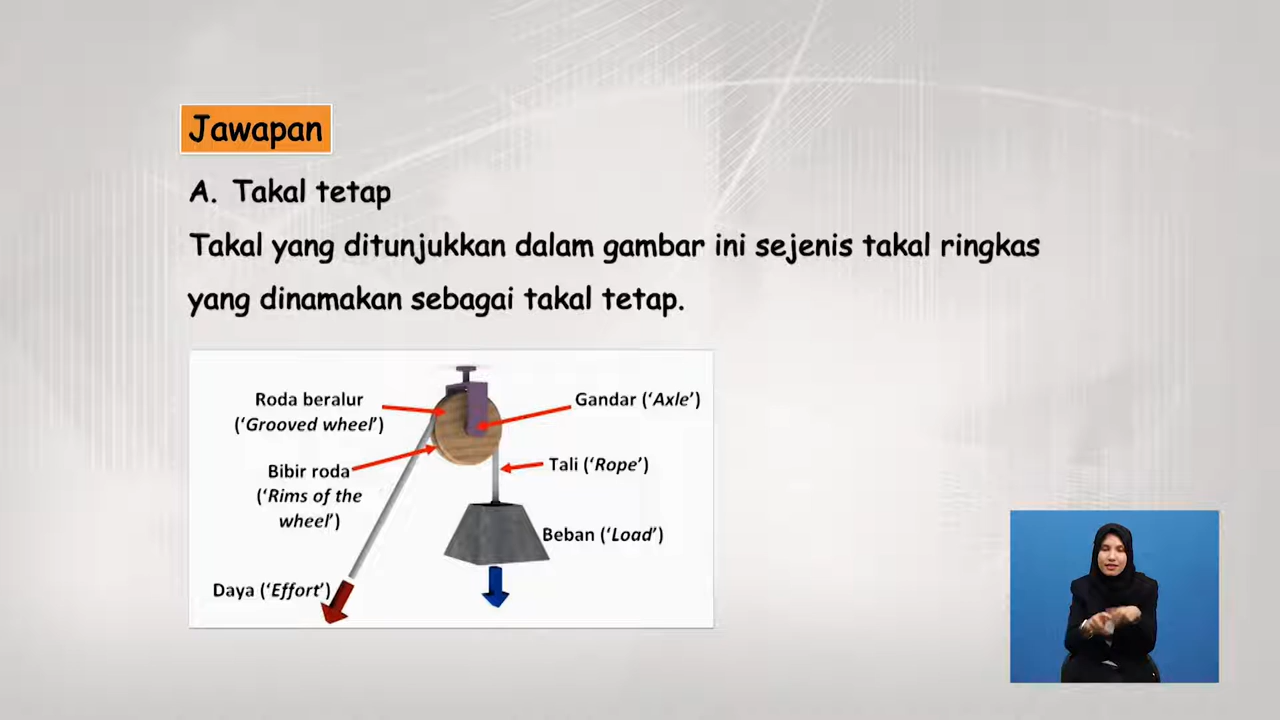 Jawapan
A. Takal tetap
Takal yang ditunjukkan dalam gambar ini sejenis takal ringkas
yang dinamakan sebagai takal tetap.
Roda beralur
(‘Grooved wheel’)
Gandar (‘Axle’)
Bibir roda
(‘Rims of the
wheel’)
Tali (‘Rope’)
Beban (‘Load’)
Daya (‘Effort’)